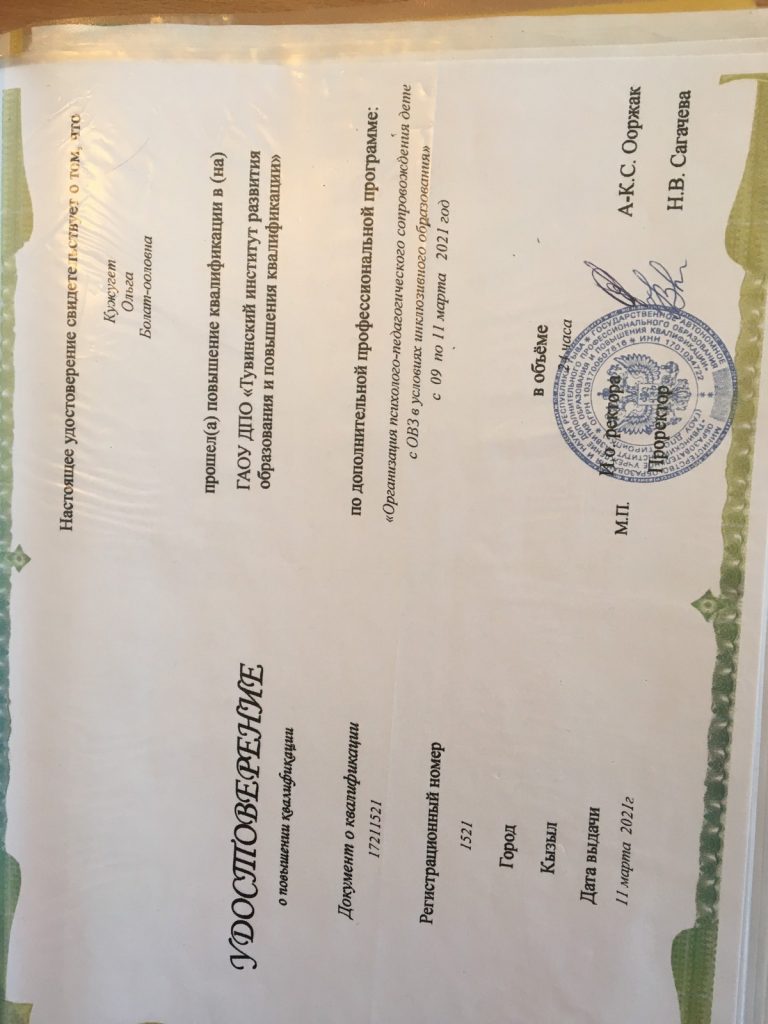 УДОСТОВЕРЕНИЕ
о повышении квалификации
Документ о квалификации
17211521
Регистрационный номер
1521
Город
Кызыл
Дата выдачи
11 марта 2021г
Настоящее удостоверение свидетельствует о том, что
Кужугет
Ольга
Болат-ооловна
прошел(а) повышение квалификации в (на)
ГАОУ ДПО «Тувинский институт развития
образования и повышения квалификации»
по дополнительной профессиональной программе:
«Организация психолого-педагогического сопровождения дете
с ОВЗ в условиях инклюзивного образования»
с 09 по 11 марта 2021 год
в объёме
24 часа
М.П. И.о. ректора А-К.С. Ооржак
Проректор Н.В. Сагачева